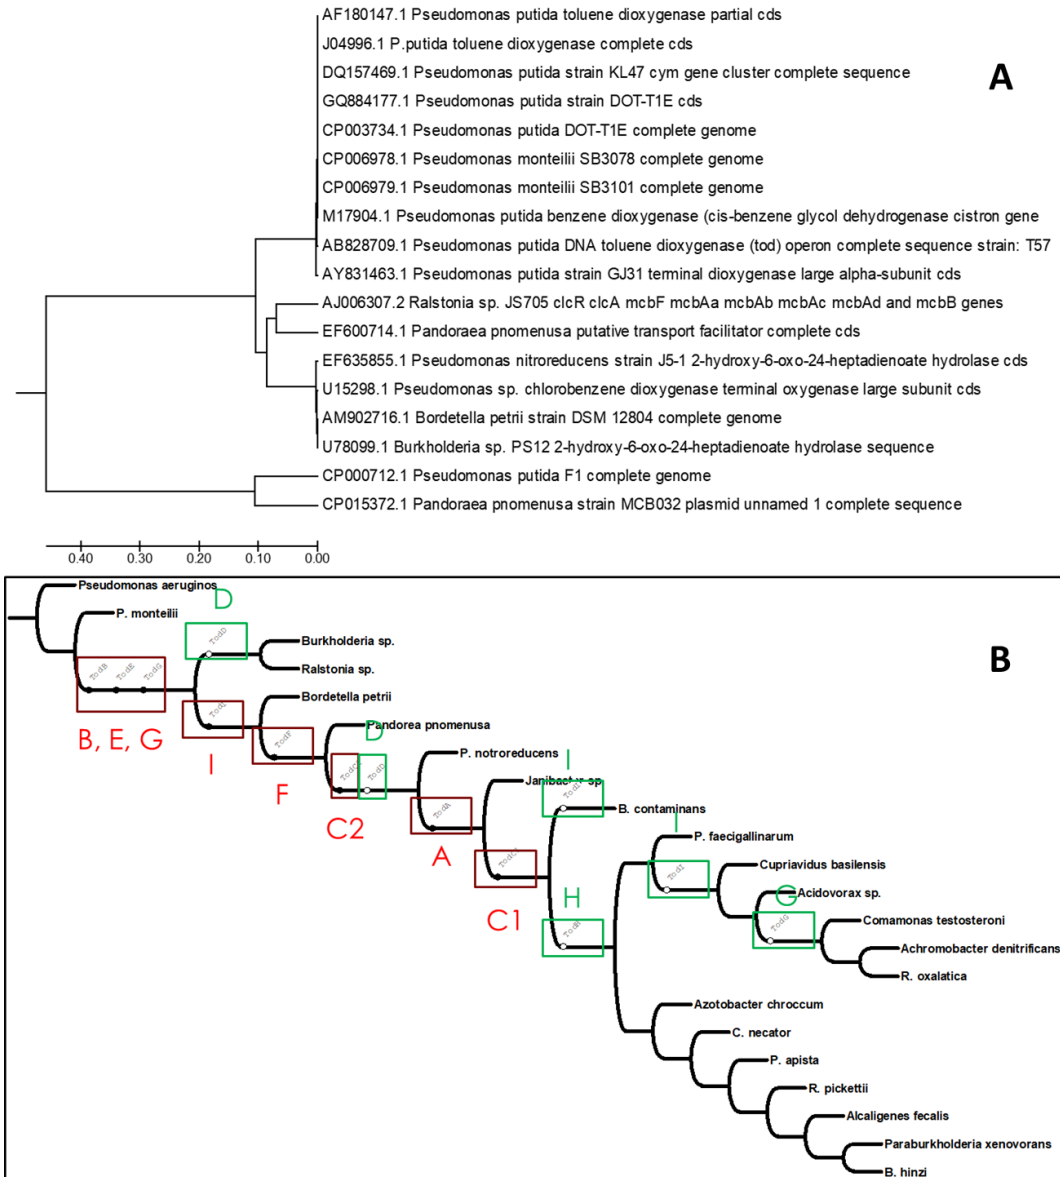 AF180147.1 Pseudomonas putida toluene dioxygenase partial cds
J04996.1 P.putida toluene dioxygenase complete cds
DQ157469.1 Pseudomonas putida strain KL47 cym gene cluster complete sequence
A
GQ884177.1 Pseudomonas putida strain DOT-T1E cds
CP003734.1 Pseudomonas putida DOT-T1E complete genome
CP006978.1 Pseudomonas monteilii SB3078 complete genome
CP006979.1 Pseudomonas monteilii SB3101 complete genome
M17904.1 Pseudomonas putida benzene dioxygenase (cis-benzene glycol dehydrogenase cistron gene
AB828709.1 Pseudomonas putida DNA toluene dioxygenase (tod) operon complete sequence strain: T57
AY831463.1 Pseudomonas putida strain GJ31 terminal dioxygenase large alpha-subunit cds
AJ006307.2 Ralstonia sp. JS705 clcR clcA mcbF mcbAa mcbAb mcbAc mcbAd and mcbB genes
EF600714.1 Pandoraea pnomenusa putative transport facilitator complete cds
EF635855.1 Pseudomonas nitroreducens strain J5-1 2-hydroxy-6-oxo-24-heptadienoate hydrolase cds
U15298.1 Pseudomonas sp. chlorobenzene dioxygenase terminal oxygenase large subunit cds
AM902716.1 Bordetella petrii strain DSM 12804 complete genome
U78099.1 Burkholderia sp. PS12 2-hydroxy-6-oxo-24-heptadienoate hydrolase sequence
CP000712.1 Pseudomonas putida F1 complete genome
CP015372.1 Pandoraea pnomenusa strain MCB032 plasmid unnamed 1 complete sequence
0.40 0.30 0.20 0.10 0.00
Pseudomonas aeruginos
D
P. monteilii
TodD
Burkholderia sp.
B
TodB TodE TodG
Ralstonia sp.
Bordetella petrii
B, E, G
I
TodF
Pandorea pnomenusa
D
F
P. notroreducens
TodD
I
Janibacter sp.
C2
TodA
B. contaminans
A
I
P. faecigallinarum
Cupriavidus basilensis
TodI
H
G
Acidovorax sp.
C1
TodG
Comamonas testosteroni
Achromobacter denitrificans
R. oxalatica
Azotobacter chroccum
C. necator
P. apista
R. pickettii
Alcaligenes fecalis
Paraburkholderia xenovorans
B. hinzi